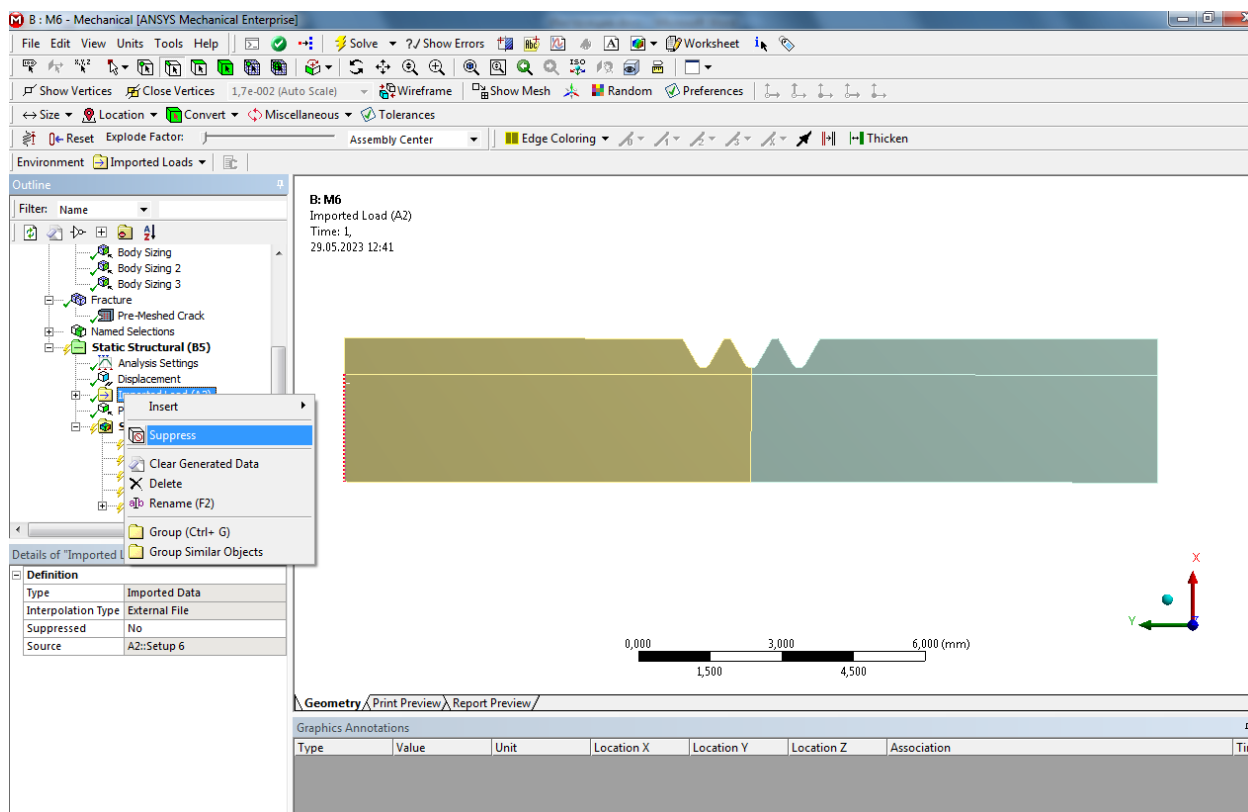 B : M6 - Mechanical [ANSYS Mechanical Enterprise]
File Edit View Units Tools Help Solve ?/ Show Errors Worksheet
Show Vertices Close Vertices 1,7e-002 (Auto Scale) Wireframe Show Mesh Random Preferences
Size Location Convert Miscellaneous Tolerances
Reset Explode Factor: Assembly Center Edge Coloring Thicken
Environment Imported Loads
Outline
Filter: Name
Body Sizing
Body Sizing 2
Body Sizing 3
Fracture
Pre-Meshed Crack
Named Selections
Static Structural (B5)
Analysis Settings
Displacement
Imported Load (A2)
Insert
Suppress
Clear Generated Data
Delete
Rename (F2)
Group (Ctrl+ G)
Group Similar Objects
Details of "Imported L
Definition
Type Imported Data
Interpolation Type External File
Suppressed No
Source A2::Setup 6
B: M6
Imported Load (A2)
Time: 1,
29.05.2023 12:41
X
Y
Z
0,000 3,000 6,000 (mm)
1,500 4,500
Geometry Print Preview Report Preview
Graphics Annotations
Type Value Unit Location X Location Y Location Z Association